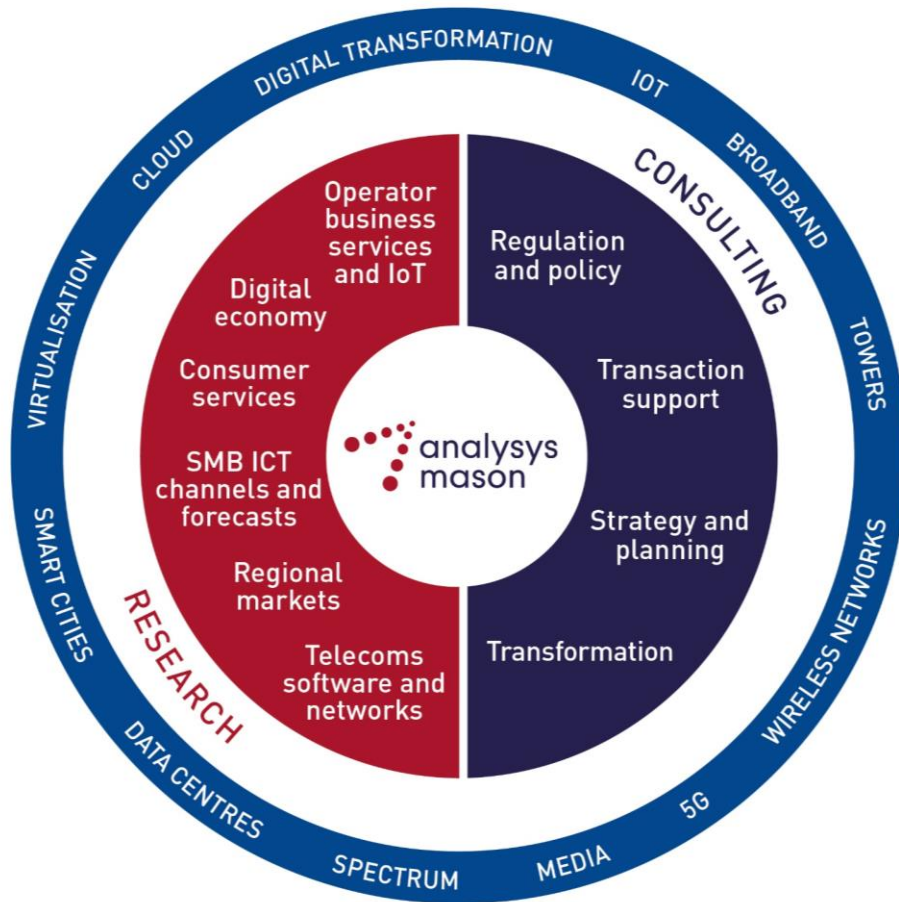 DIGITAL TRANSFORMATION
IOT
BROADBAND
TOWERS
WIRELESS NETWORKS
5G
MEDIA
SPECTRUM
DATA CENTRES
SMART CITIES
VIRTUALISATION
CLOUD
RESEARCH
Operator
business
services
and IoT
Digital
economy
Consumer
services
SMB ICT
channels and
forecasts
Regional
markets
Telecoms
software and
networks
analysys
mason
CONSULTING
Regulation
and policy
Transaction
support
Strategy and
planning
Transformation